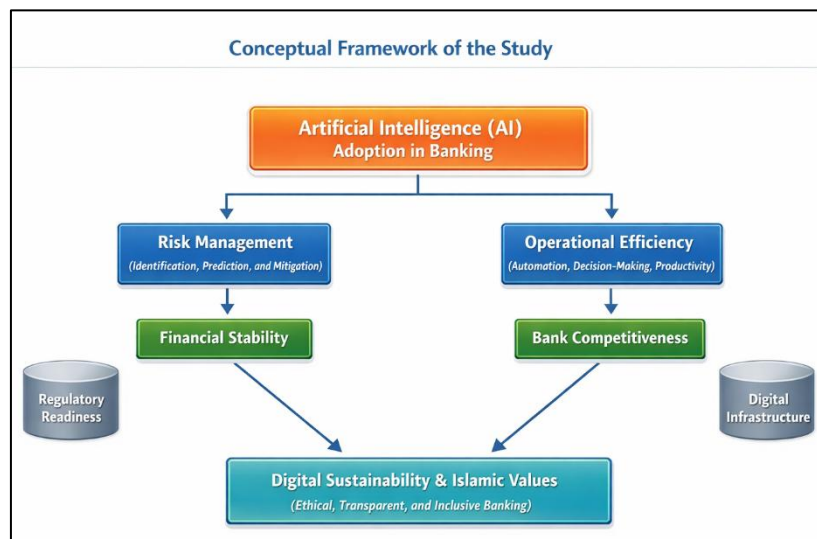 Conceptual Framework of the Study
Artificial Intelligence (AI)
Adoption in Banking
Risk Management
(Identification, Prediction, and Mitigation)
Operational Efficiency
(Automation, Decision-Making, Productivity)
Financial Stability
Bank Competitiveness
Regulatory
Readiness
Digital
Infrastructure
Digital Sustainability & Islamic Values
(Ethical, Transparent, and Inclusive Banking)